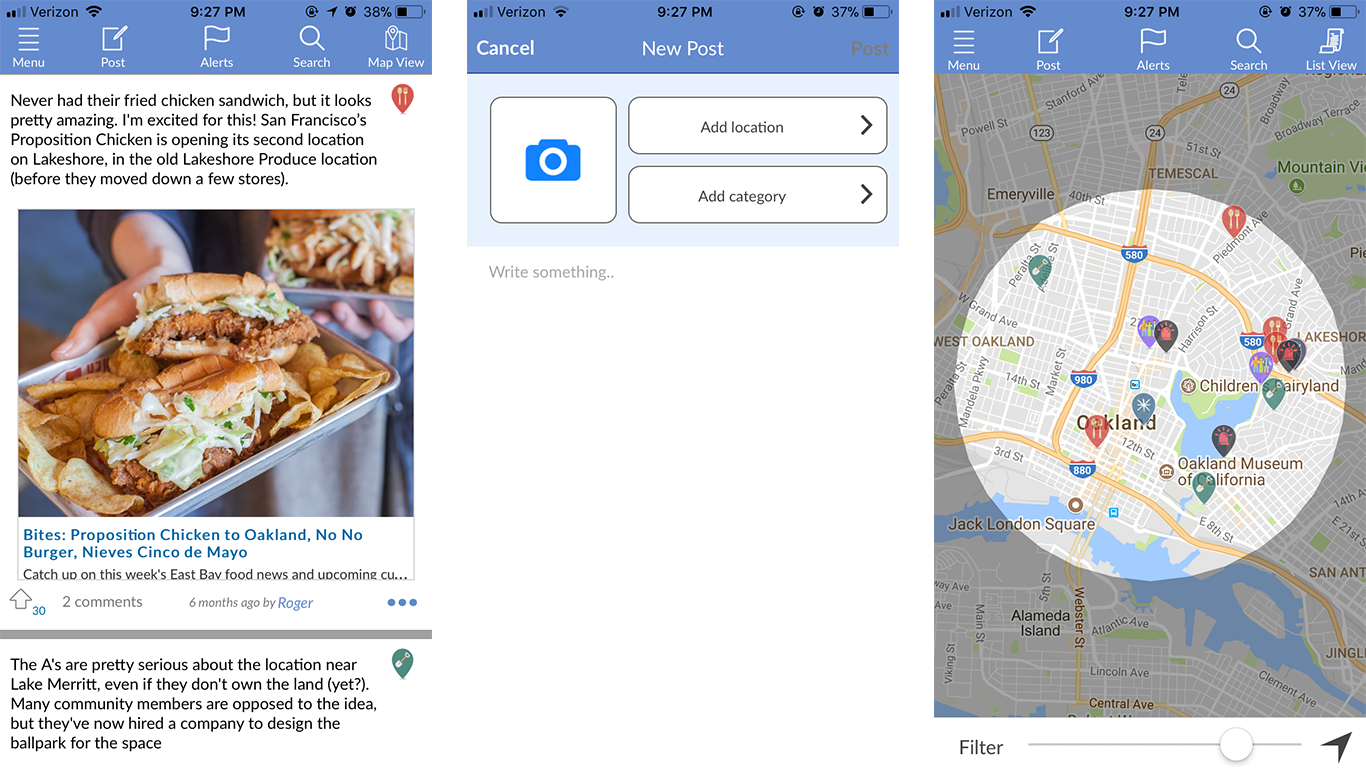 Verizon 9:27 PM 38%
Menu Post Alerts Search Map View
Never had their fried chicken sandwich, but it looks
pretty amazing. I'm excited for this! San Francisco's
Proposition Chicken is opening its second location
on Lakeshore, in the old Lakeshore Produce location
(before they moved down a few stores).
Bites: Proposition Chicken to Oakland, No No
Burger, Nieves Cinco de Mayo
Catch up on this week's East Bay food news and upcoming cu...
30 2 comments 6 months ago by Roger
The A's are pretty serious about the location near
Lake Merritt, even if they don't own the land (yet?).
Many community members are opposed to the idea,
but they've now hired a company to design the
ballpark for the space
Verizon 9:27 PM 37%
Cancel New Post Post
Add location
Add category
Write something..
Verizon 9:27 PM 37%
Menu Post Alerts Search List View
Stanford Ave
24
Broadway
Broadway Terrace
Powell St
123
24
51st St
TEMESCAL
Mountain Vi
Emeryville
40th St
Piedmont Ave
580
Peralta St
W Grand Ave
Harrison St
Grand Ave
WEST OAKLAND
580
LAKESHOR
Market St
14th St
980
Peralta St
Mandela Pkwy
Children's Fairyland
Oakland
12th St
3rd St
880
Oakland Museum
of California
14th A
Jack London Square
E 8th St
E 21st St
SAN ANT
way Ave
Ave
5th St
Main St
Webster St
Alameda
Island
Atlantic Ave
JINGL
Viking St
Lincoln Ave
Clement Ave
Central Ave
Filter